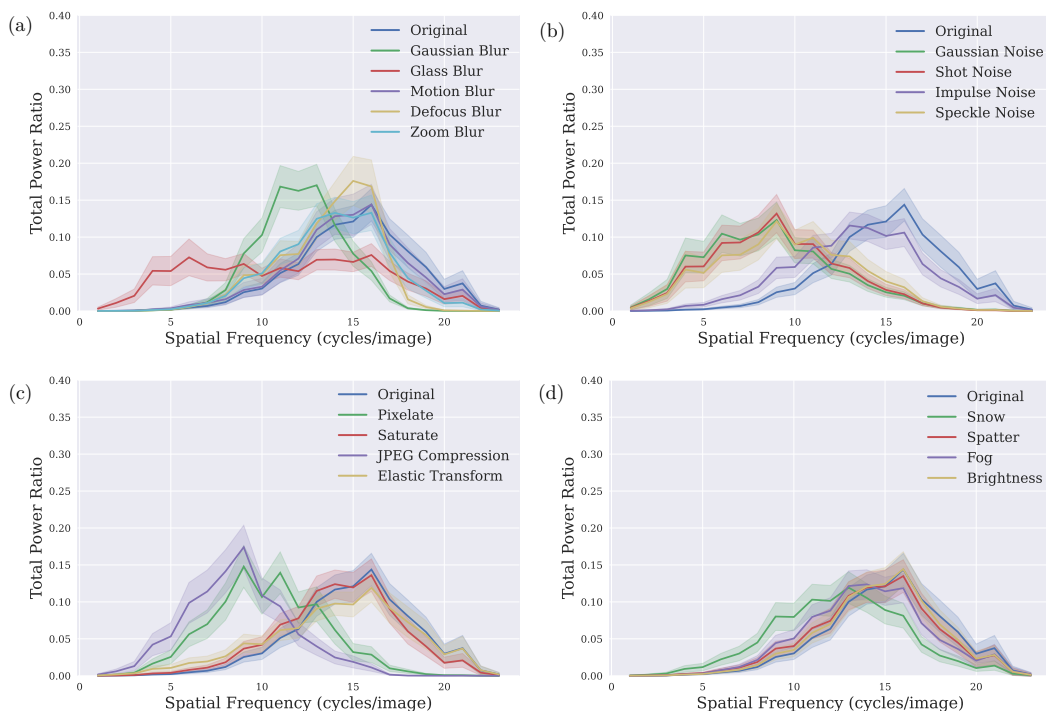 (a)
Total Power Ratio
0.40
0.35
0.30
0.25
0.20
0.15
0.10
0.05
0.00
0
5
10
15
20
Spatial Frequency (cycles/image)
Original
Gaussian Blur
Glass Blur
Motion Blur
Defocus Blur
Zoom Blur
(b)
Total Power Ratio
0.40
0.35
0.30
0.25
0.20
0.15
0.10
0.05
0.00
0
5
10
15
20
Spatial Frequency (cycles/image)
Original
Gaussian Noise
Shot Noise
Impulse Noise
Speckle Noise
(c)
Total Power Ratio
0.40
0.35
0.30
0.25
0.20
0.15
0.10
0.05
0.00
0
5
10
15
20
Spatial Frequency (cycles/image)
Original
Pixelate
Saturate
JPEG Compression
Elastic Transform
(d)
Total Power Ratio
0.40
0.35
0.30
0.25
0.20
0.15
0.10
0.05
0.00
0
5
10
15
20
Spatial Frequency (cycles/image)
Original
Snow
Spatter
Fog
Brightness